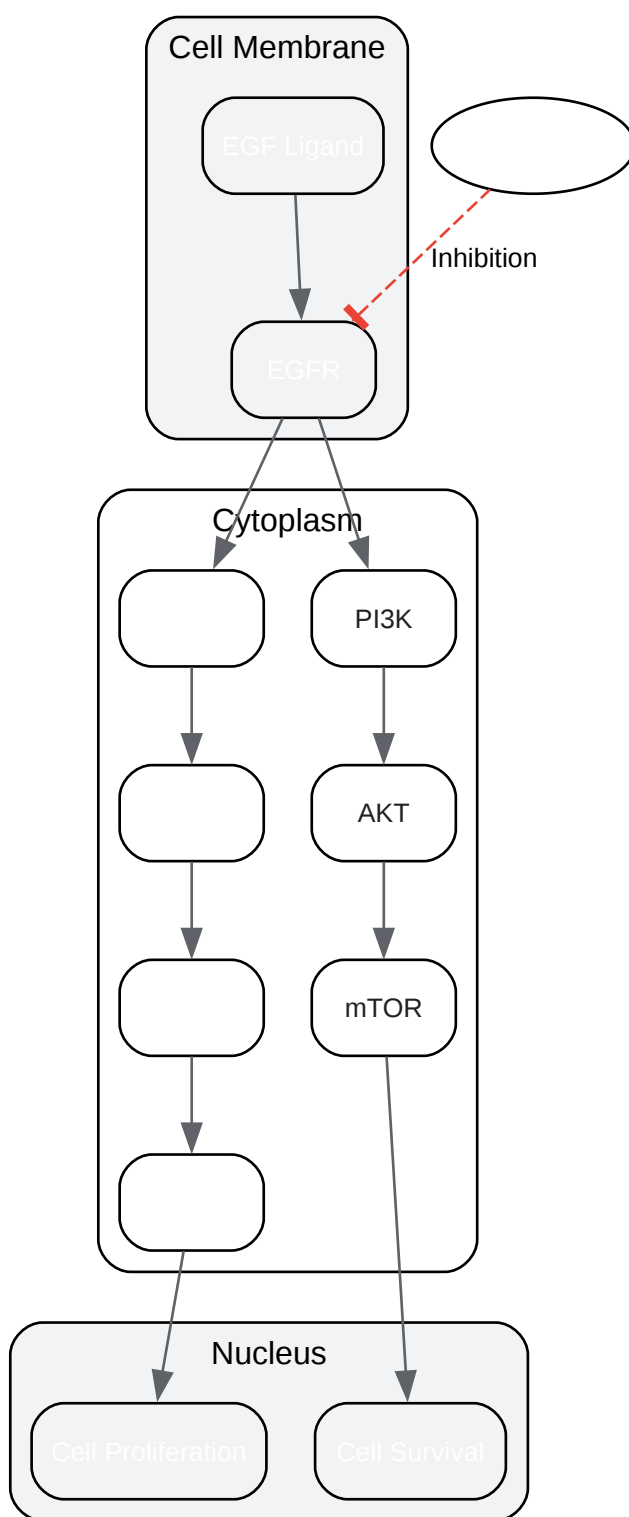 Cell Membrane
EGF Ligand
Inhibition
EGFR
Cytoplasm
PI3K
AKT
mTOR
Nucleus
Cell Proliferation
Cell Survival